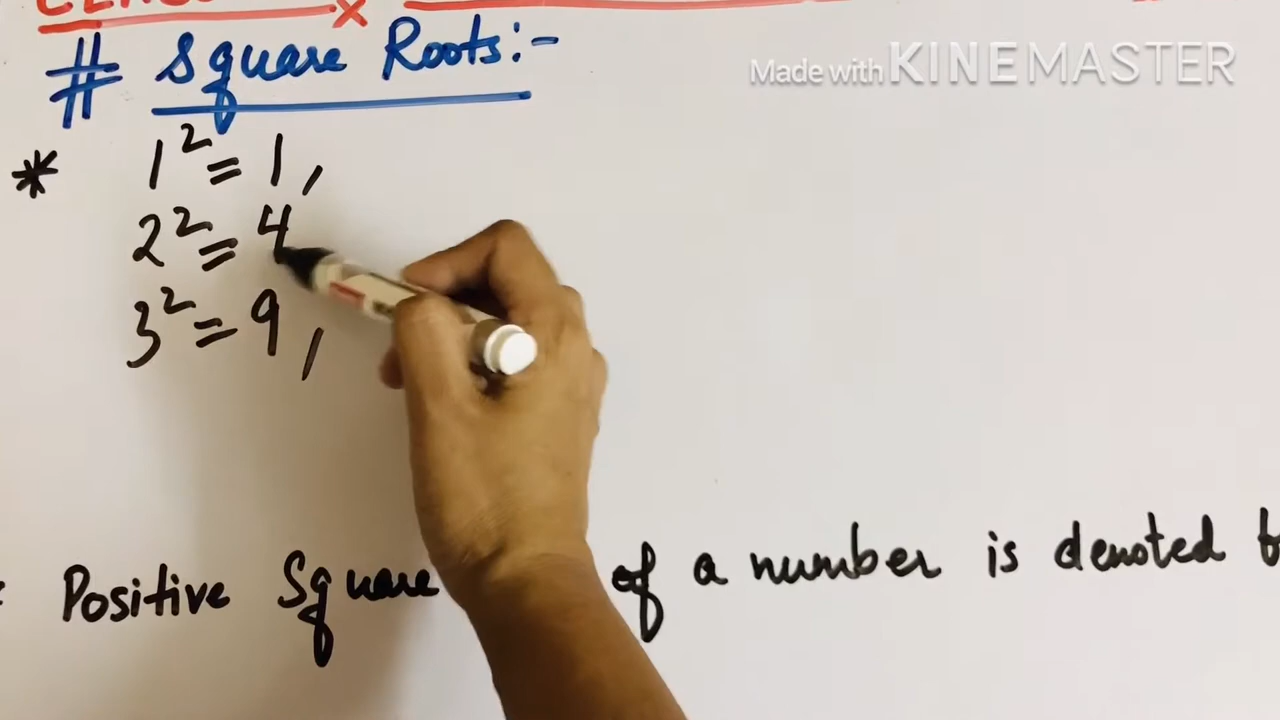 # Square Roots:-
Made with KINEMASTER
* 1² = 1,
2² = 4
3² = 9,
Positive Square of a number is denoted